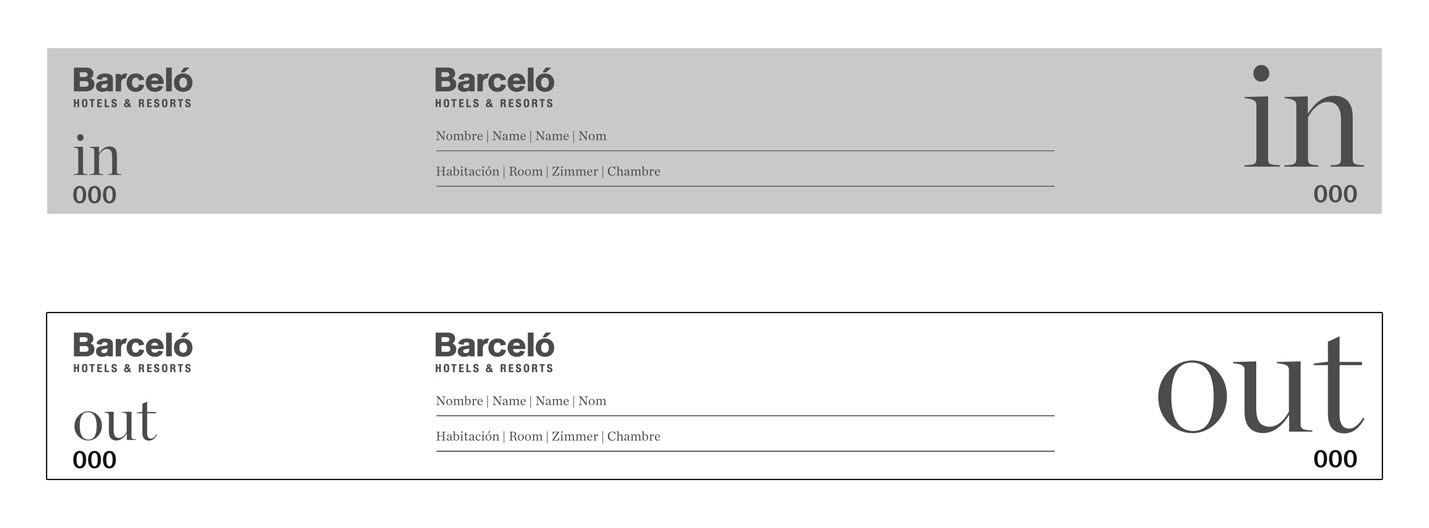 Barceló
HOTELS & RESORTS
in
000
Barceló
HOTELS & RESORTS
Nombre | Name | Name | Nom
Habitación | Room | Zimmer | Chambre
in
000
Barceló
HOTELS & RESORTS
out
000
Barceló
HOTELS & RESORTS
Nombre | Name | Name | Nom
Habitación | Room | Zimmer | Chambre
out
000